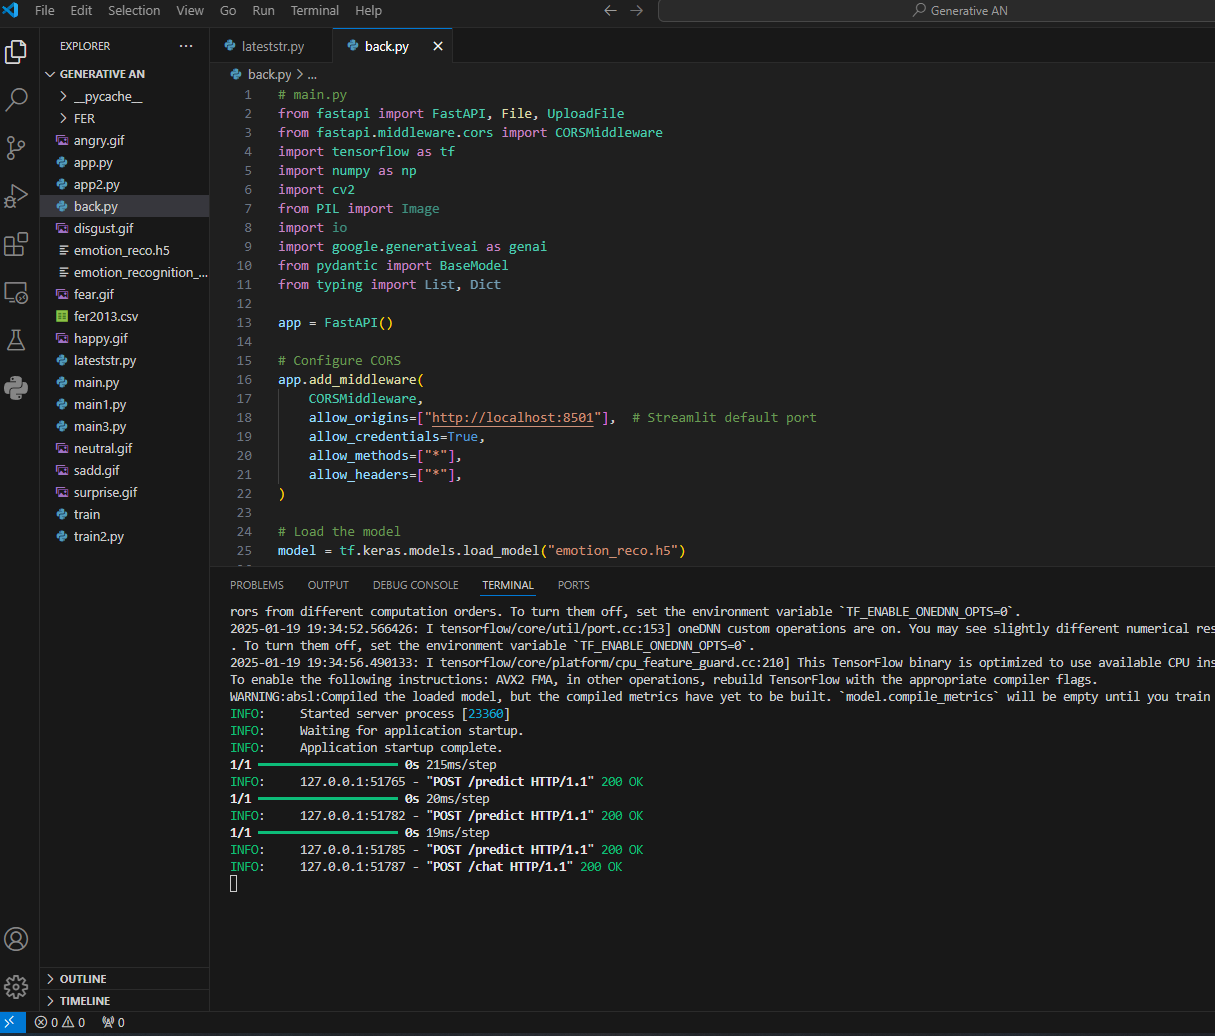 File Edit Selection View Go Run Terminal Help
Generative AN
EXPLORER
GENERATIVE AN
__pycache__
FER
angry.gif
app.py
app2.py
back.py
disgust.gif
emotion_reco.h5
emotion_recognition_...
fear.gif
fer2013.csv
happy.gif
lateststr.py
main.py
main1.py
main3.py
neutral.gif
sadd.gif
surprise.gif
train
train2.py
OUTLINE
TIMELINE
lateststr.py back.py
back.py > ...
1 # main.py
2 from fastapi import FastAPI, File, UploadFile
3 from fastapi.middleware.cors import CORSMiddleware
4 import tensorflow as tf
5 import numpy as np
6 import cv2
7 from PIL import Image
8 import io
9 import google.generativeai as genai
10 from pydantic import BaseModel
11 from typing import List, Dict
12
13 app = FastAPI()
14
15 # Configure CORS
16 app.add_middleware(
17 CORSMiddleware,
18 allow_origins=["http://localhost:8501"], # Streamlit default port
19 allow_credentials=True,
20 allow_methods=["*"],
21 allow_headers=["*"],
22 )
23
24 # Load the model
25 model = tf.keras.models.load_model("emotion_reco.h5")
PROBLEMS OUTPUT DEBUG CONSOLE TERMINAL PORTS
rors from different computation orders. To turn them off, set the environment variable `TF_ENABLE_ONEDNN_OPTS=0`.
2025-01-19 19:34:52.566426: I tensorflow/core/util/port.cc:153] oneDNN custom operations are on. You may see slightly different numerical res
. To turn them off, set the environment variable `TF_ENABLE_ONEDNN_OPTS=0`.
2025-01-19 19:34:56.490133: I tensorflow/core/platform/cpu_feature_guard.cc:210] This TensorFlow binary is optimized to use available CPU ins
To enable the following instructions: AVX2 FMA, in other operations, rebuild TensorFlow with the appropriate compiler flags.
WARNING:absl:Compiled the loaded model, but the compiled metrics have yet to be built. `model.compile_metrics` will be empty until you train
INFO: Started server process [23360]
INFO: Waiting for application startup.
INFO: Application startup complete.
1/1 0s 215ms/step
INFO: 127.0.0.1:51765 - "POST /predict HTTP/1.1" 200 OK
1/1 0s 20ms/step
INFO: 127.0.0.1:51782 - "POST /predict HTTP/1.1" 200 OK
1/1 0s 19ms/step
INFO: 127.0.0.1:51785 - "POST /predict HTTP/1.1" 200 OK
INFO: 127.0.0.1:51787 - "POST /chat HTTP/1.1" 200 OK
0 0 0